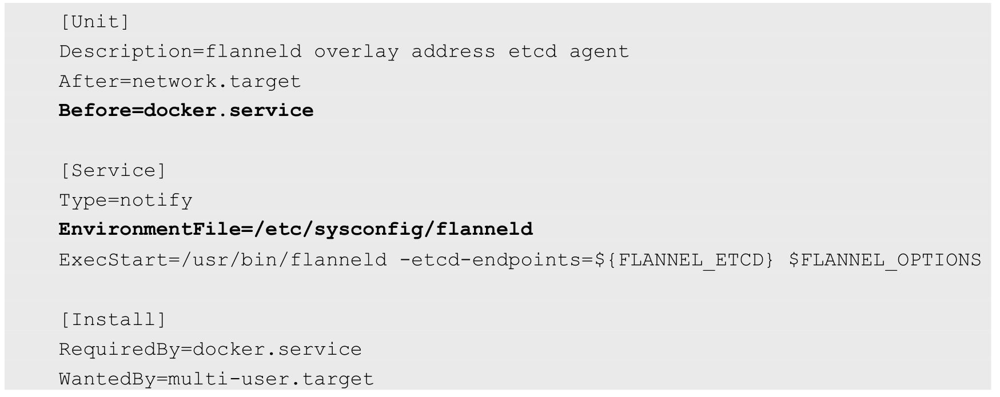 [Unit]
Description=flanneld overlay address etcd agent
After=network.target
Before=docker.service
[Service]
Type=notify
EnvironmentFile=/etc/sysconfig/flanneld
ExecStart=/usr/bin/flanneld -etcd-endpoints=${FLANNEL_ETCD} $FLANNEL_OPTIONS
[Install]
RequiredBy=docker.service
WantedBy=multi-user.target